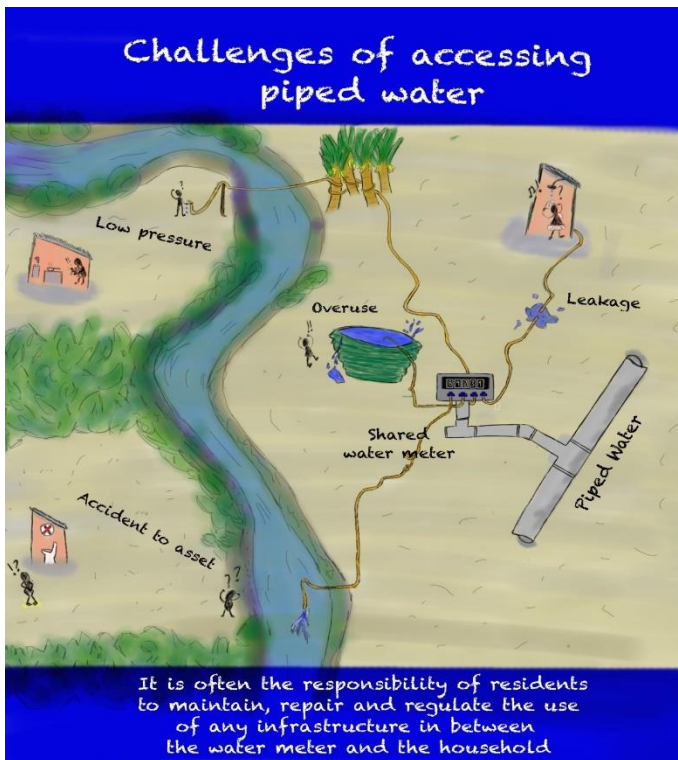 Challenges of accessing
piped water
Low pressure
Overuse
Leakage
Shared
water meter
Piped Water
Accident to asset
It is often the responsibility of residents
to maintain, repair and regulate the use
of any infrastructure in between
the water meter and the household